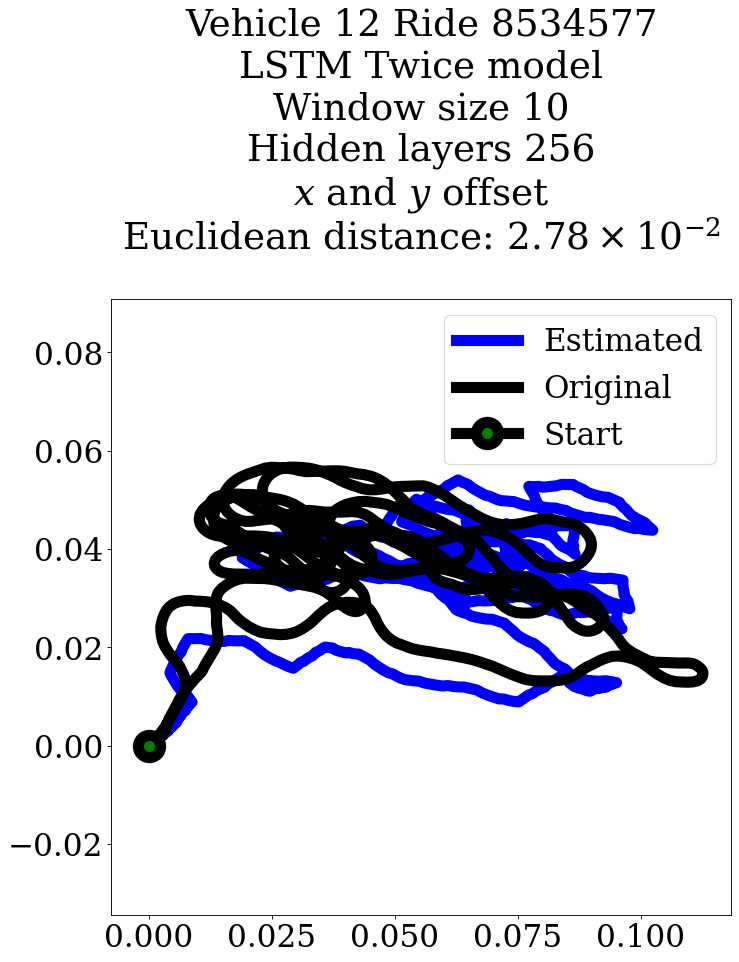 Vehicle 12 Ride 8534577
LSTM Twice model
Window size 10
Hidden layers 256
x and y offset
Euclidean distance: 2.78 × 10⁻²
Estimated
Original
Start
0.08
0.06
0.04
0.02
0.00
−0.02
0.000 0.025 0.050 0.075 0.100